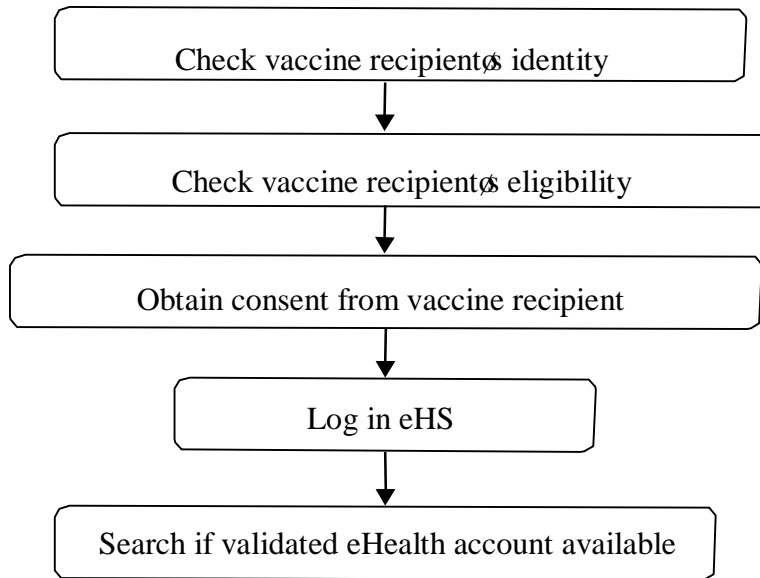 Check vaccine recipientøs identity
Check vaccine recipientøs eligibility
Obtain consent from vaccine recipient
Log in eHS
Search if validated eHealth account available